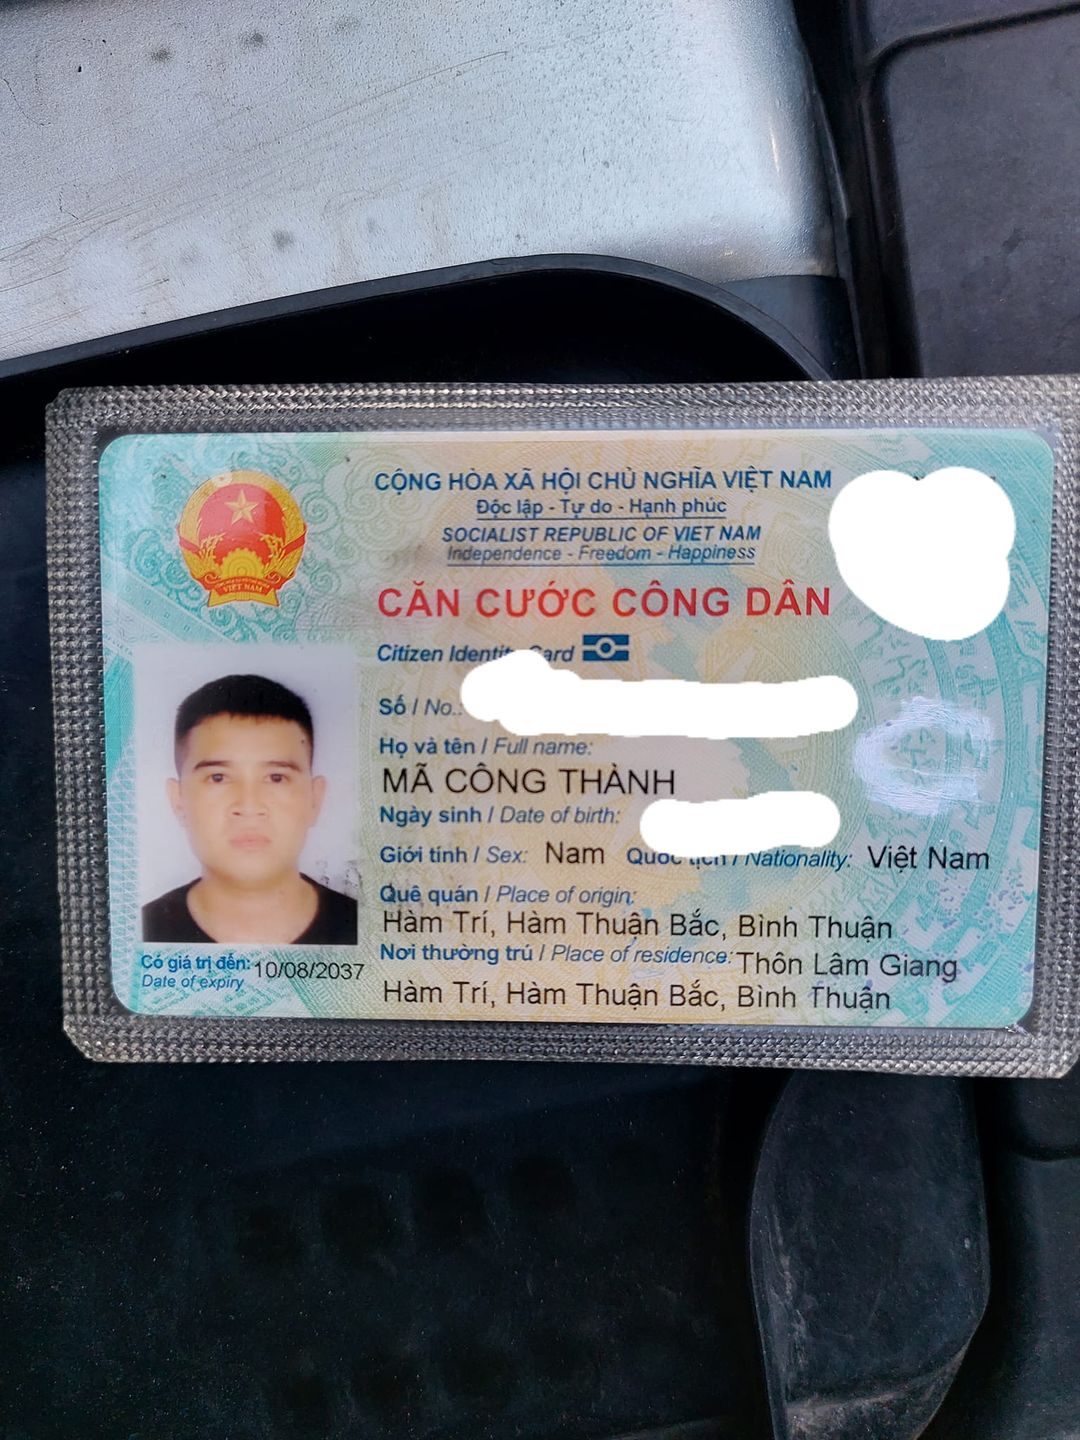 CỘNG HÒA XÃ HỘI CHỦ NGHĨA VIỆT NAM
Độc lập - Tự do - Hạnh phúc
SOCIALIST REPUBLIC OF VIET NAM
Independence - Freedom - Happiness
CĂN CƯỚC CÔNG DÂN
Citizen Identity Card
VIỆT NAM
Số / No.:
Họ và tên / Full name:
MÃ CÔNG THÀNH
Ngày sinh / Date of birth:
Giới tính / Sex: Nam Quốc tịch / Nationality: Việt Nam
Quê quán / Place of origin:
Hàm Trí, Hàm Thuận Bắc, Bình Thuận
Nơi thường trú / Place of residence: Thôn Lâm Giang
Hàm Trí, Hàm Thuận Bắc, Bình Thuận
Có giá trị đến: 10/08/2037
Date of expiry